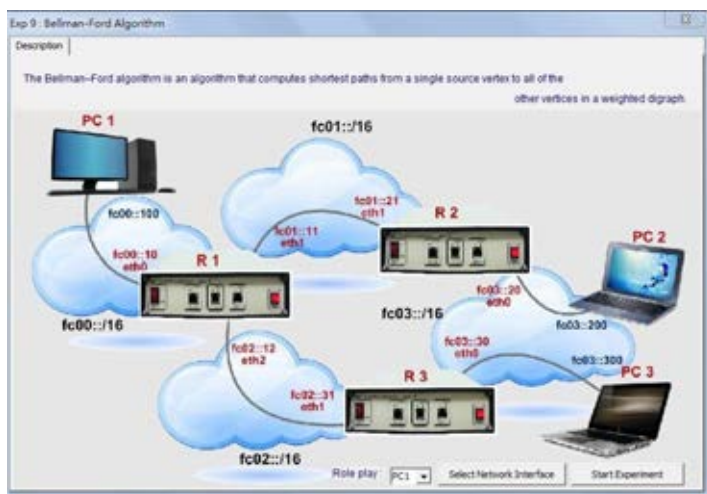 Exp 9 : Bellman-Ford Algorithm
Description
The Bellman–Ford algorithm is an algorithm that computes shortest paths from a single source vertex to all of the
other vertices in a weighted digraph.
PC 1
fc01::/16
fc00::100
fc01::21
eth1
R 2
fc01::11
eth1
fc00::10
eth0
R 1
PC 2
fc03::20
eth0
fc00::/16
fc03::/16
fc03::200
fc02::12
eth2
fc03::30
eth0
fc03::300
R 3
PC 3
fc02::31
eth1
fc02::/16
Role play:
PC1
Select Network Interface
Start Experiment